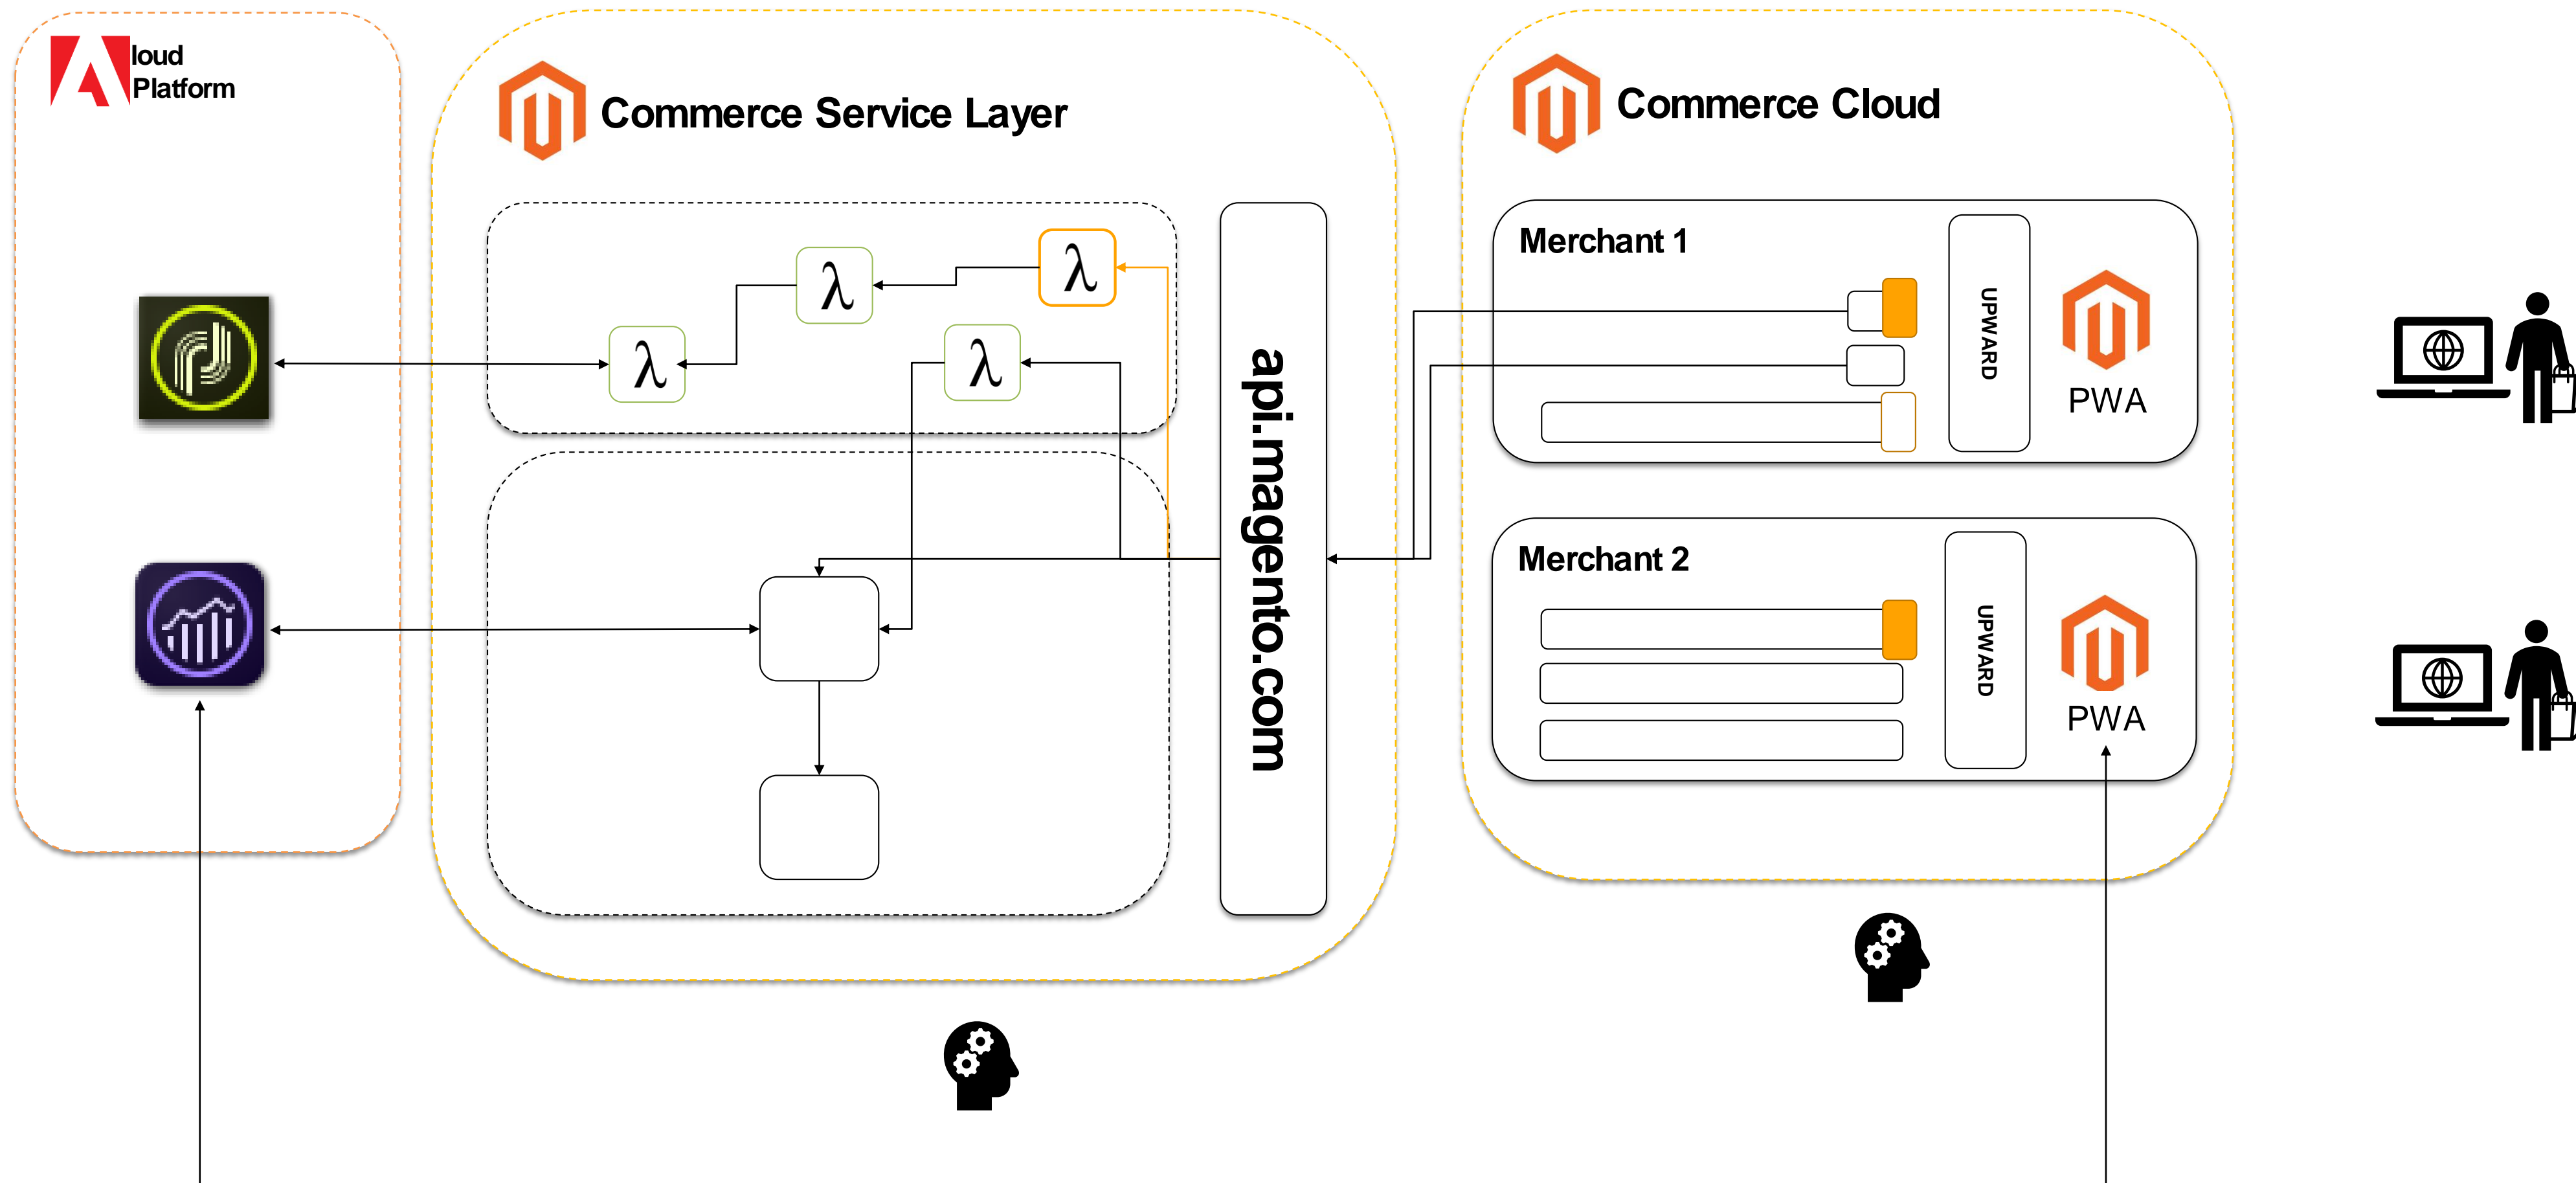 loud
Platform
Commerce Service Layer
Commerce Cloud
λ
λ
λ
λ
api.magento.com
Merchant 1
UPWARD
PWA
Merchant 2
UPWARD
PWA